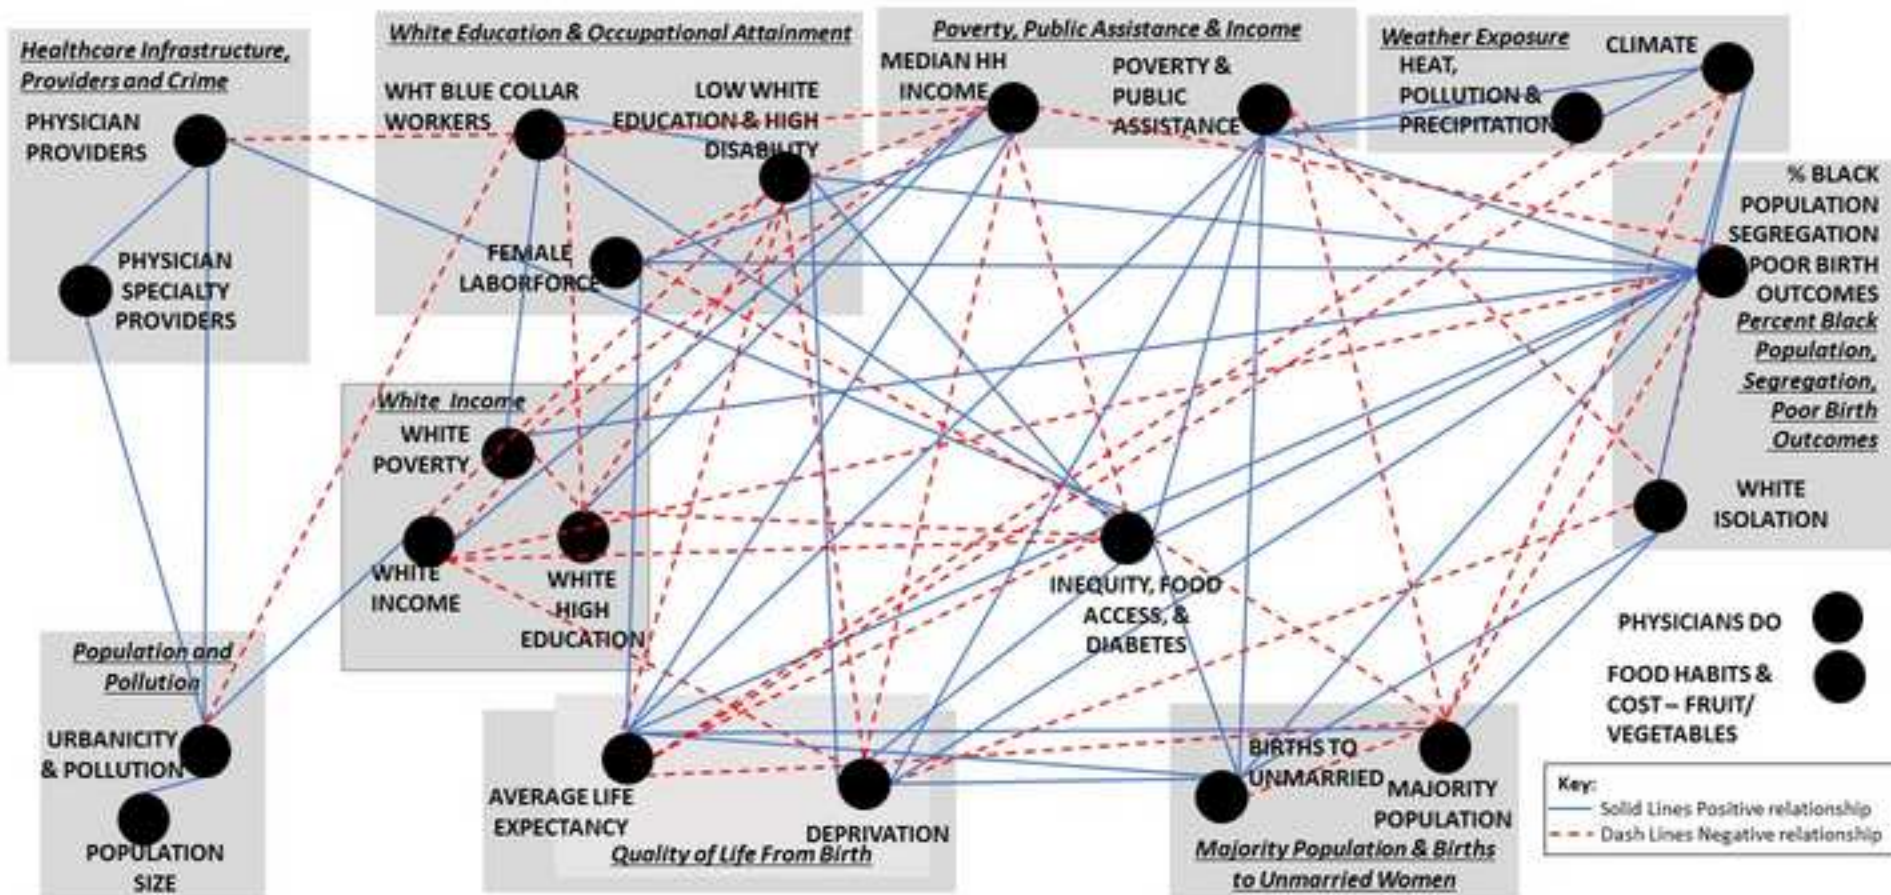 Healthcare Infrastructure,
Providers and Crime
PHYSICIAN
PROVIDERS
PHYSICIAN
SPECIALTY
PROVIDERS
White Education & Occupational Attainment
WHT BLUE COLLAR
WORKERS
LOW WHITE
EDUCATION & HIGH
DISABILITY
FEMALE
LABORFORCE
Poverty, Public Assistance & Income
MEDIAN HH
INCOME
POVERTY &
PUBLIC
ASSISTANCE
Weather Exposure
CLIMATE
HEAT,
POLLUTION &
PRECIPITATION
% BLACK
POPULATION
SEGREGATION
POOR BIRTH
OUTCOMES
Percent Black
Population,
Segregation,
Poor Birth
Outcomes
WHITE
ISOLATION
White Income
WHITE
POVERTY
WHITE
INCOME
WHITE
HIGH
EDUCATION
INEQUITY, FOOD
ACCESS, &
DIABETES
Population and
Pollution
URBANICITY
& POLLUTION
POPULATION
SIZE
AVERAGE LIFE
EXPECTANCY
DEPRIVATION
Quality of Life From Birth
BIRTHS TO
UNMARRIED
MAJORITY
POPULATION
Majority Population & Births
to Unmarried Women
PHYSICIANS DO
FOOD HABITS &
COST – FRUIT/
VEGETABLES
Key:
Solid Lines Positive relationship
Dash Lines Negative relationship